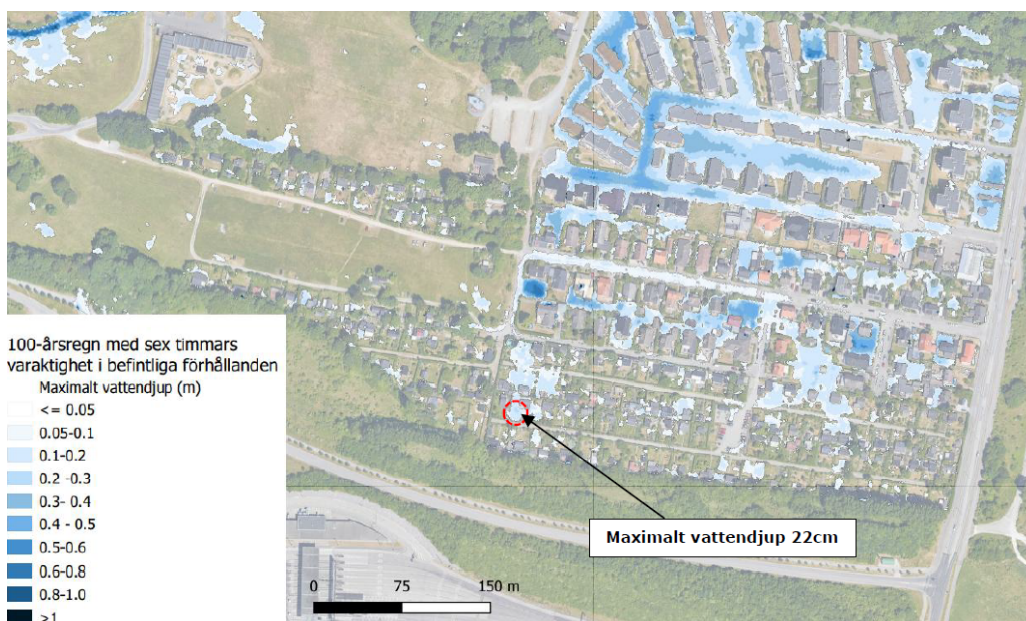 100-årsregn med sex timmars
varaktighet i befintliga förhållanden
Maximalt vattendjup (m)
<= 0.05
0.05-0.1
0.1-0.2
0.2 -0.3
0.3- 0.4
0.4 - 0.5
0.5-0.6
0.6-0.8
0.8-1.0
>1
Maximalt vattendjup 22cm
0 75 150 m